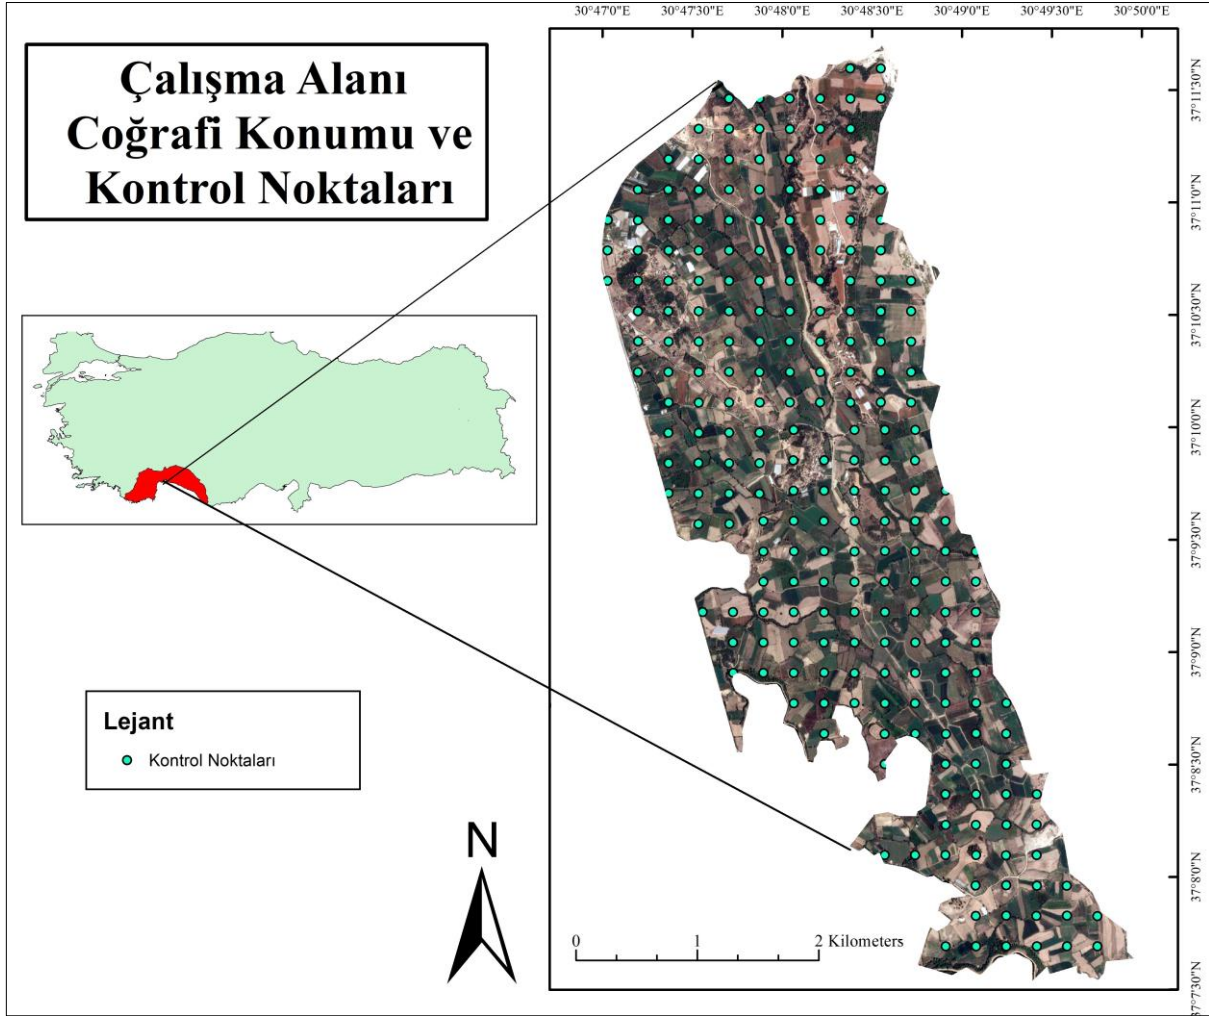 Çalışma Alanı
Coğrafi Konumu ve
Kontrol Noktaları
30°47'0"E 30°47'30"E 30°48'0"E 30°48'30"E 30°49'0"E 30°49'30"E 30°50'0"E
37°11'30"N
37°11'0"N
37°10'30"N
37°10'0"N
37°9'30"N
37°9'0"N
37°8'30"N
37°8'0"N
37°7'30"N
Lejant
Kontrol Noktaları
N
0 1 2 Kilometers